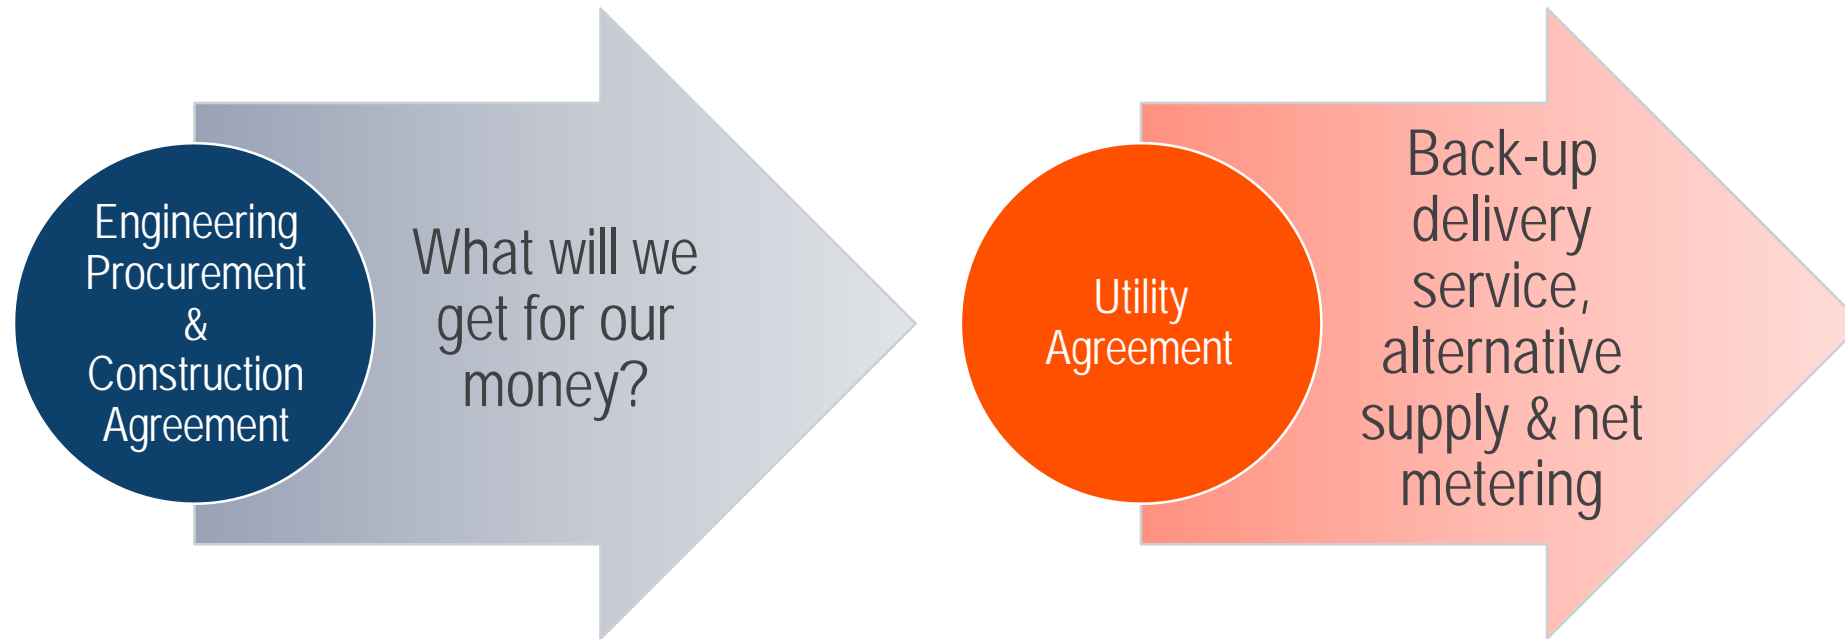 Engineering
Procurement
&
Construction
Agreement
What will we
get for our
money?
Utility
Agreement
Back-up
delivery
service,
alternative
supply & net
metering